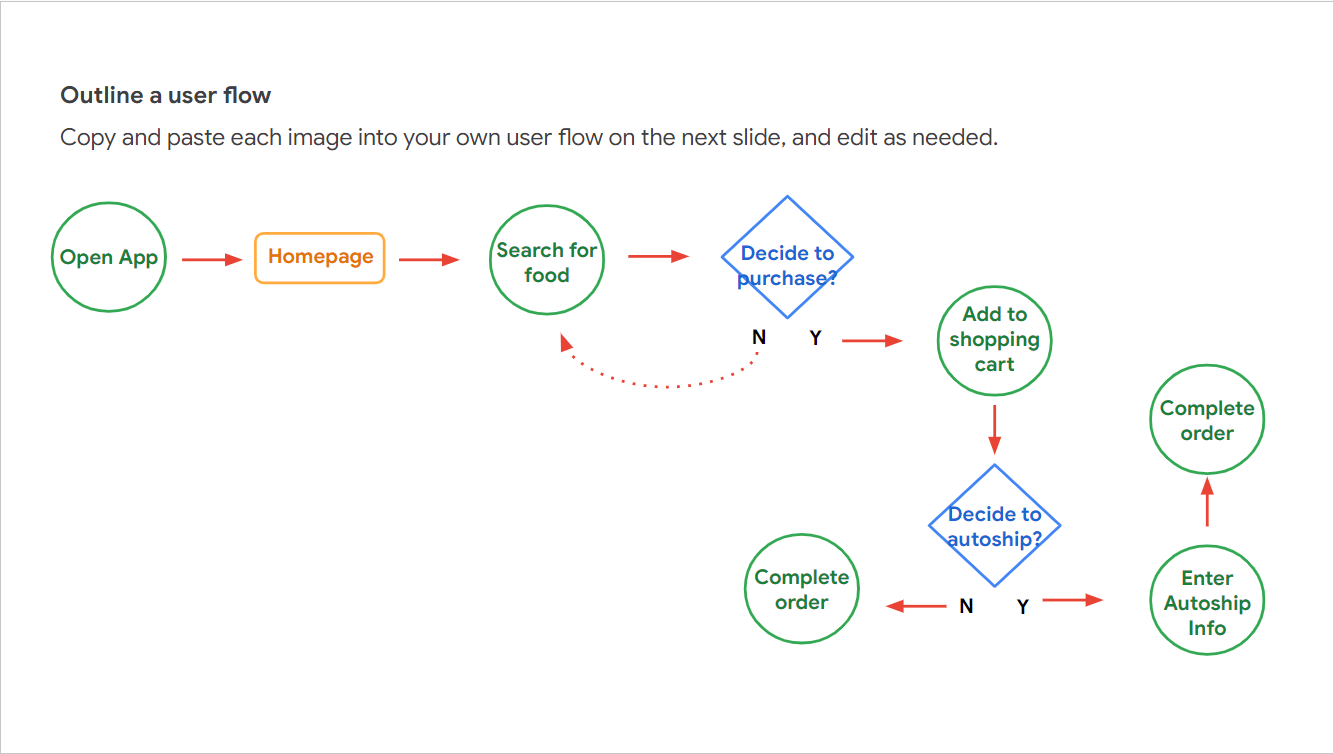 Outline a user flow
Copy and paste each image into your own user flow on the next slide, and edit as needed.
Open App
Homepage
Search for
food
Decide to
purchase?
N
Y
Add to
shopping
cart
Decide to
autoship?
N
Y
Complete
order
Enter
Autoship
Info
Complete
order